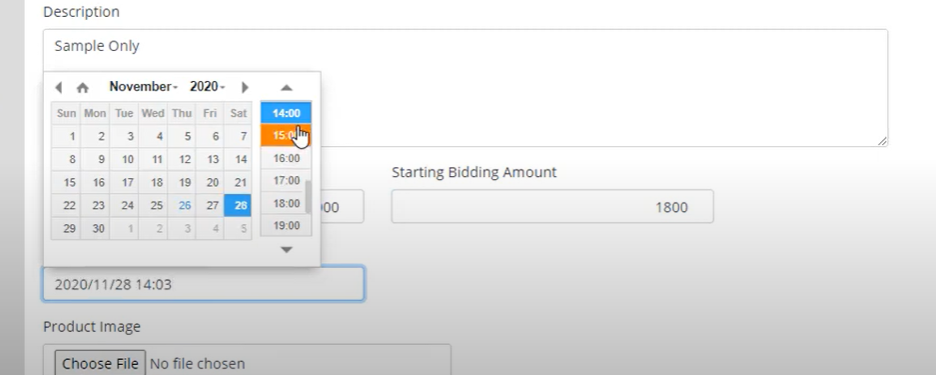 Description
Sample Only
November 2020
Sun Mon Tue Wed Thu Fri Sat
1 2 3 4 5 6 7
8 9 10 11 12 13 14
15 16 17 18 19 20 21
22 23 24 25 26 27 28
29 30 1 2 3 4 5
14:00
16:00
17:00
18:00
19:00
Starting Bidding Amount
00
1800
2020/11/28 14:03
Product Image
Choose File No file chosen